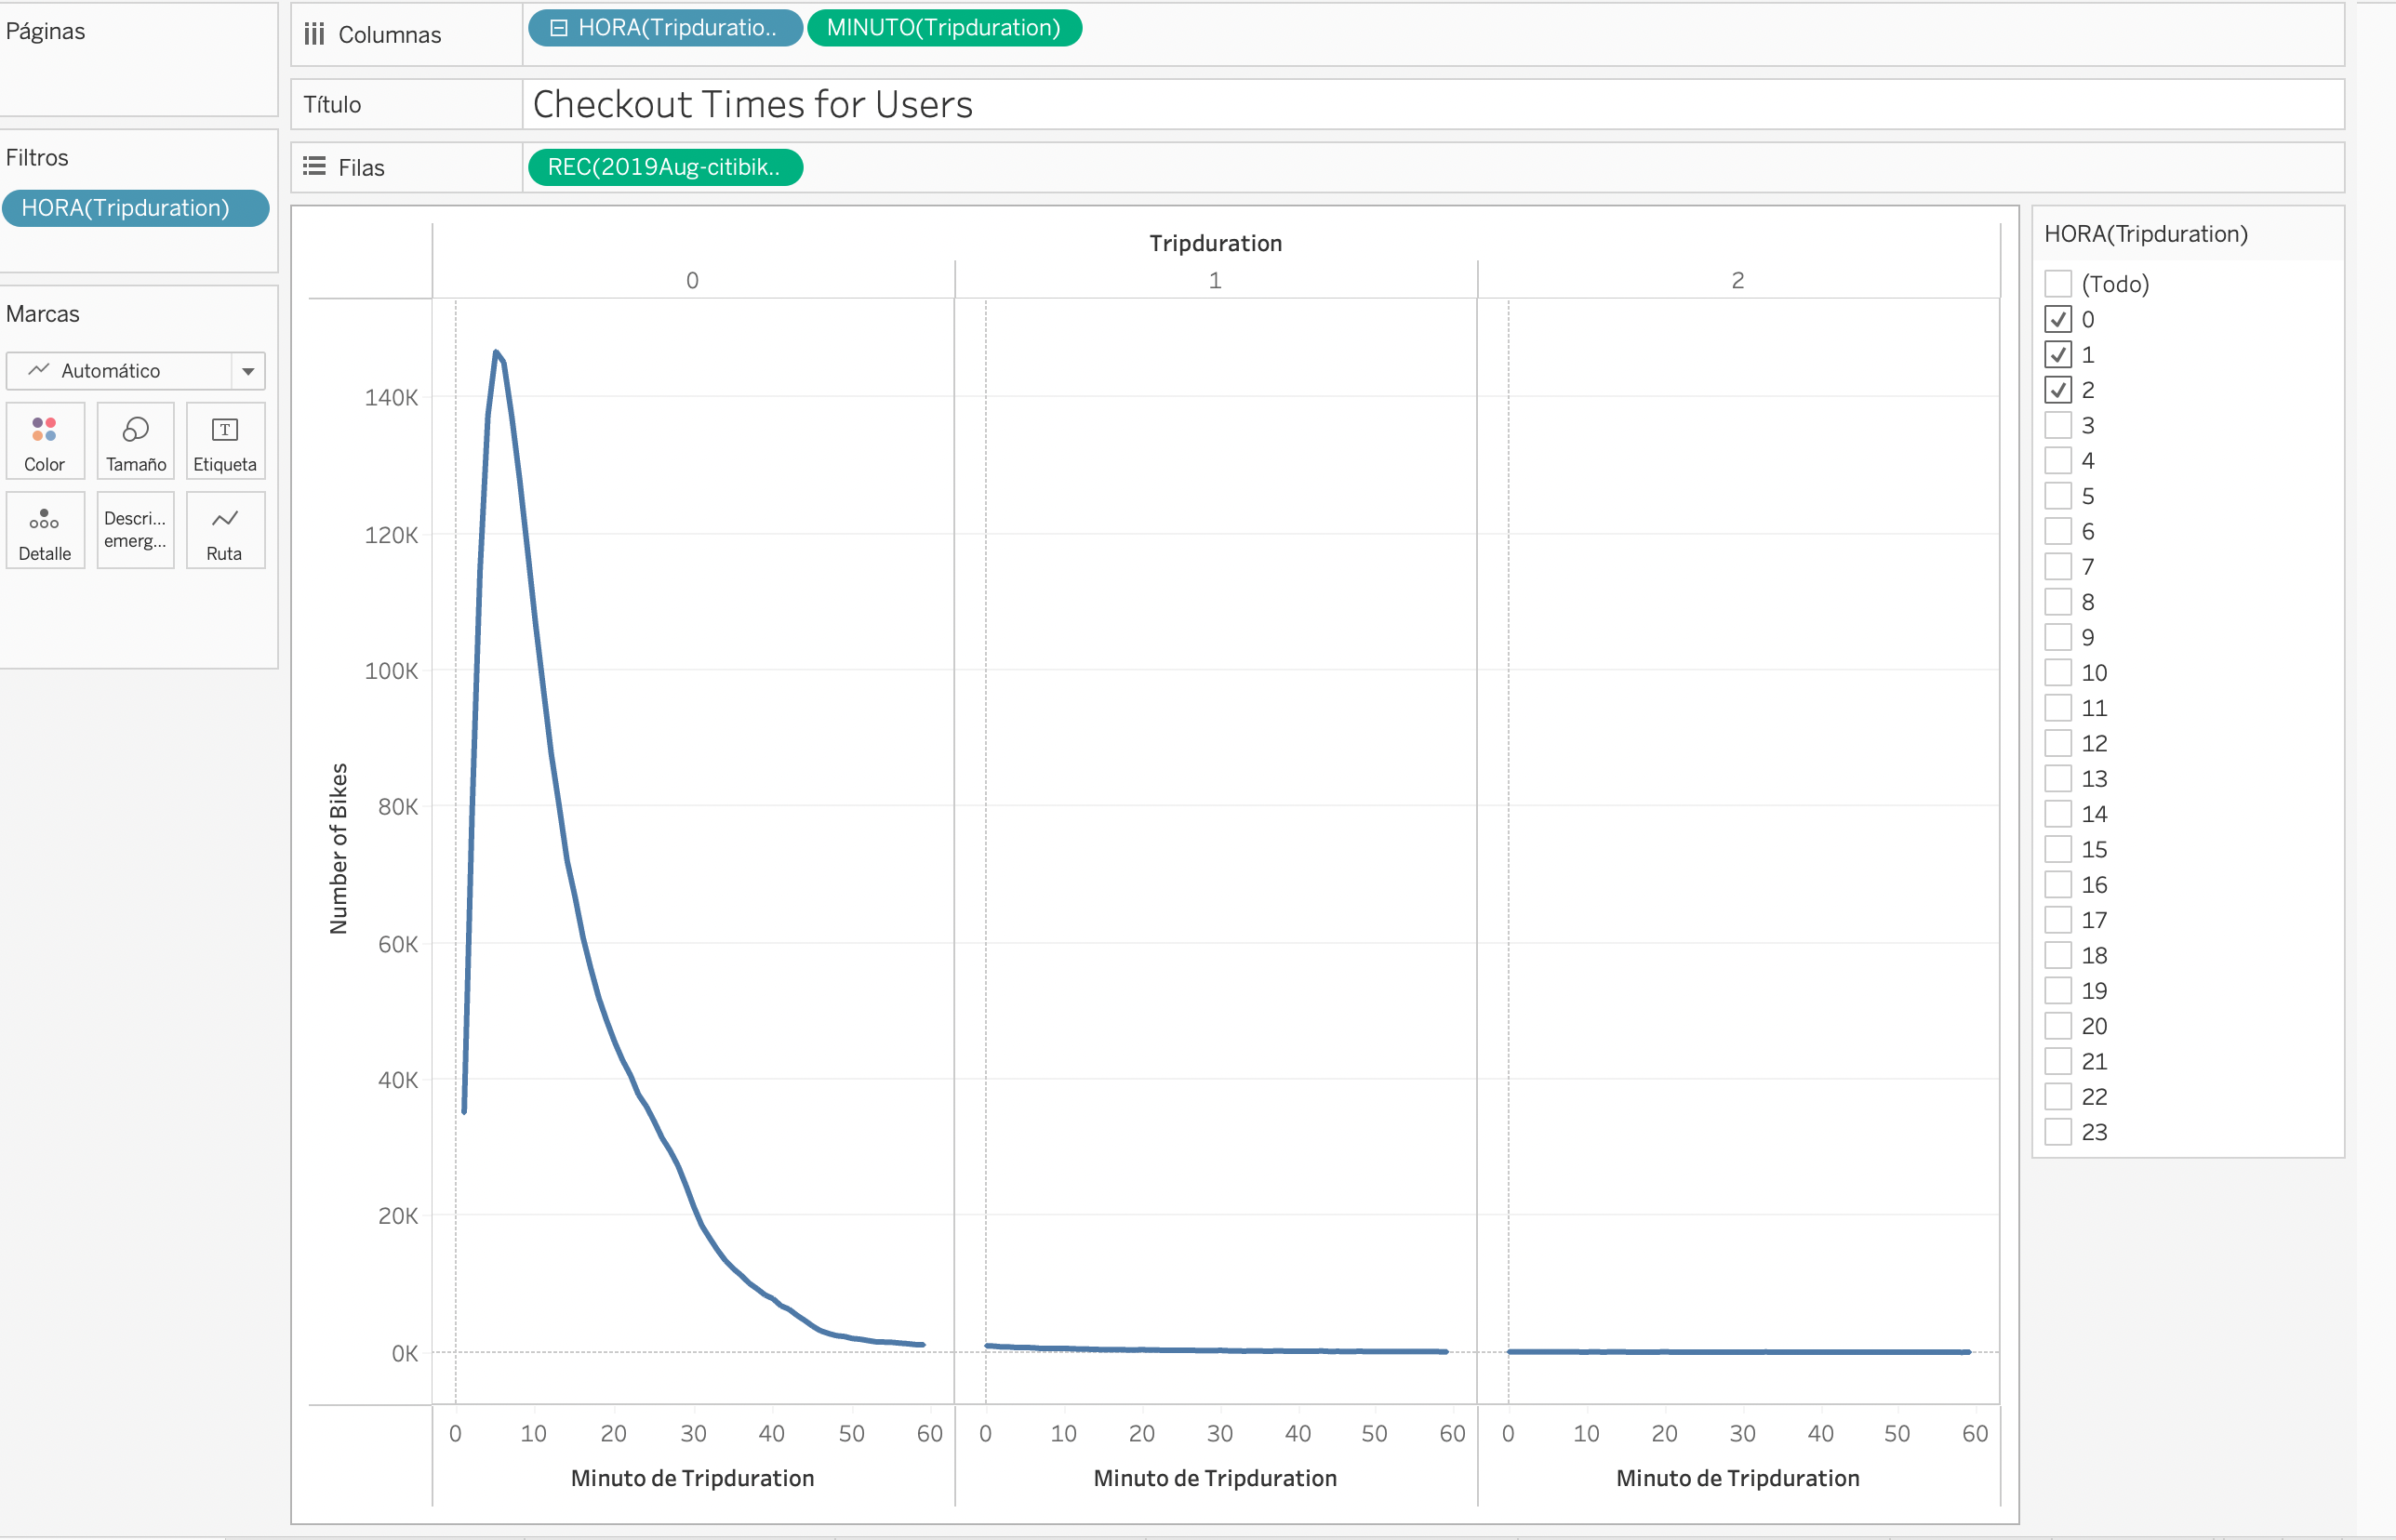 Páginas
Columnas
HORA(Tripduratio..
MINUTO(Tripduration)
Título
Checkout Times for Users
Filtros
HORA(Tripduration)
Filas
REC(2019Aug-citibik..
Marcas
Automático
Color
Tamaño
T
Etiqueta
Detalle
Descri...
emerg...
Ruta
Tripduration
0 1 2
140K
120K
100K
80K
60K
40K
20K
0K
Number of Bikes
0 10 20 30 40 50 60 0 10 20 30 40 50 60 0 10 20 30 40 50 60
Minuto de Tripduration Minuto de Tripduration Minuto de Tripduration
HORA(Tripduration)
(Todo)
0
1
2
3
4
5
6
7
8
9
10
11
12
13
14
15
16
17
18
19
20
21
22
23